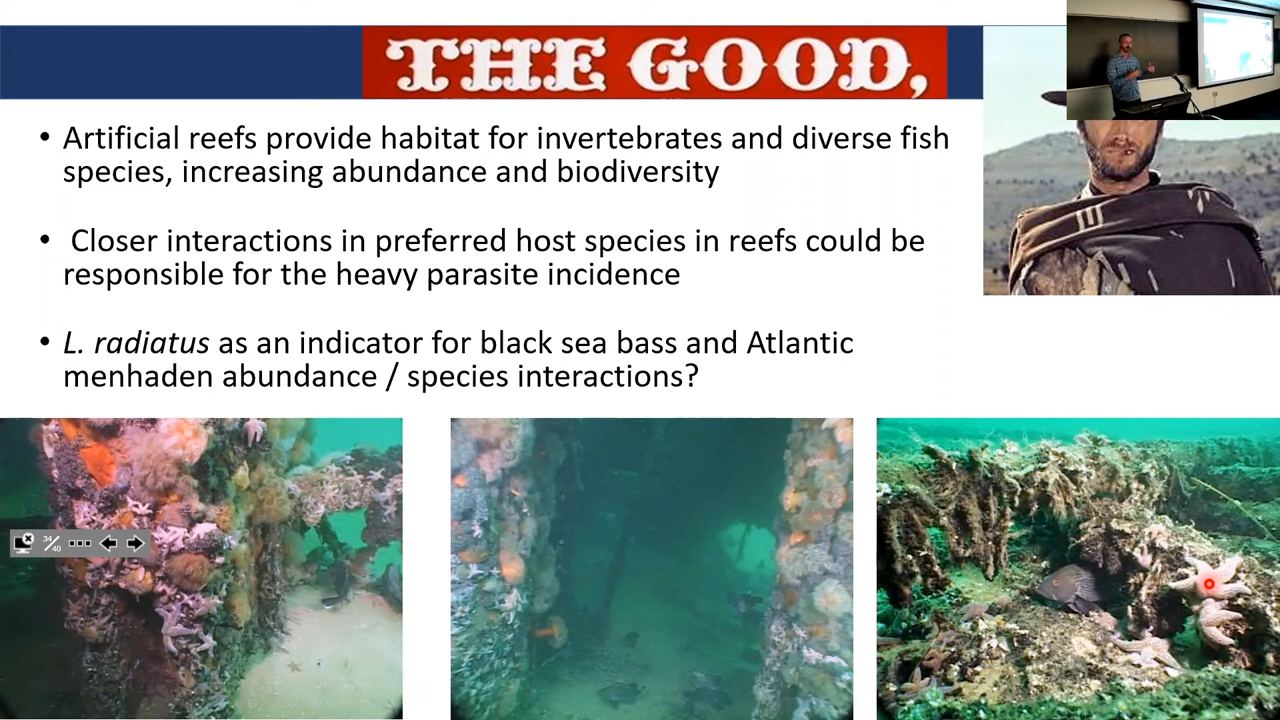 THE GOOD,
• Artificial reefs provide habitat for invertebrates and diverse fish
species, increasing abundance and biodiversity
• Closer interactions in preferred host species in reefs could be
responsible for the heavy parasite incidence
• L. radiatus as an indicator for black sea bass and Atlantic
menhaden abundance / species interactions?
34/40